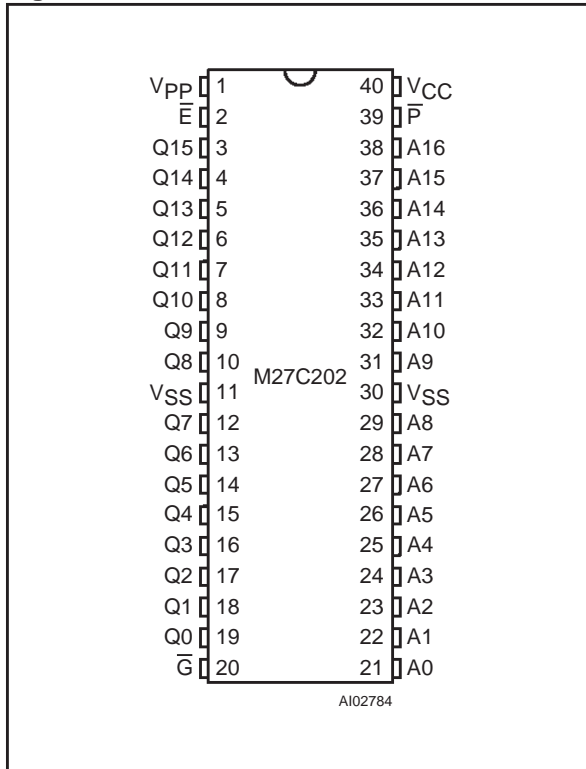 VPP 1 40 VCC
E̅ 2 39 P̅
Q15 3 38 A16
Q14 4 37 A15
Q13 5 36 A14
Q12 6 35 A13
Q11 7 34 A12
Q10 8 33 A11
Q9 9 32 A10
Q8 10 31 A9
M27C202
VSS 11 30 VSS
Q7 12 29 A8
Q6 13 28 A7
Q5 14 27 A6
Q4 15 26 A5
Q3 16 25 A4
Q2 17 24 A3
Q1 18 23 A2
Q0 19 22 A1
G̅ 20 21 A0
AI02784